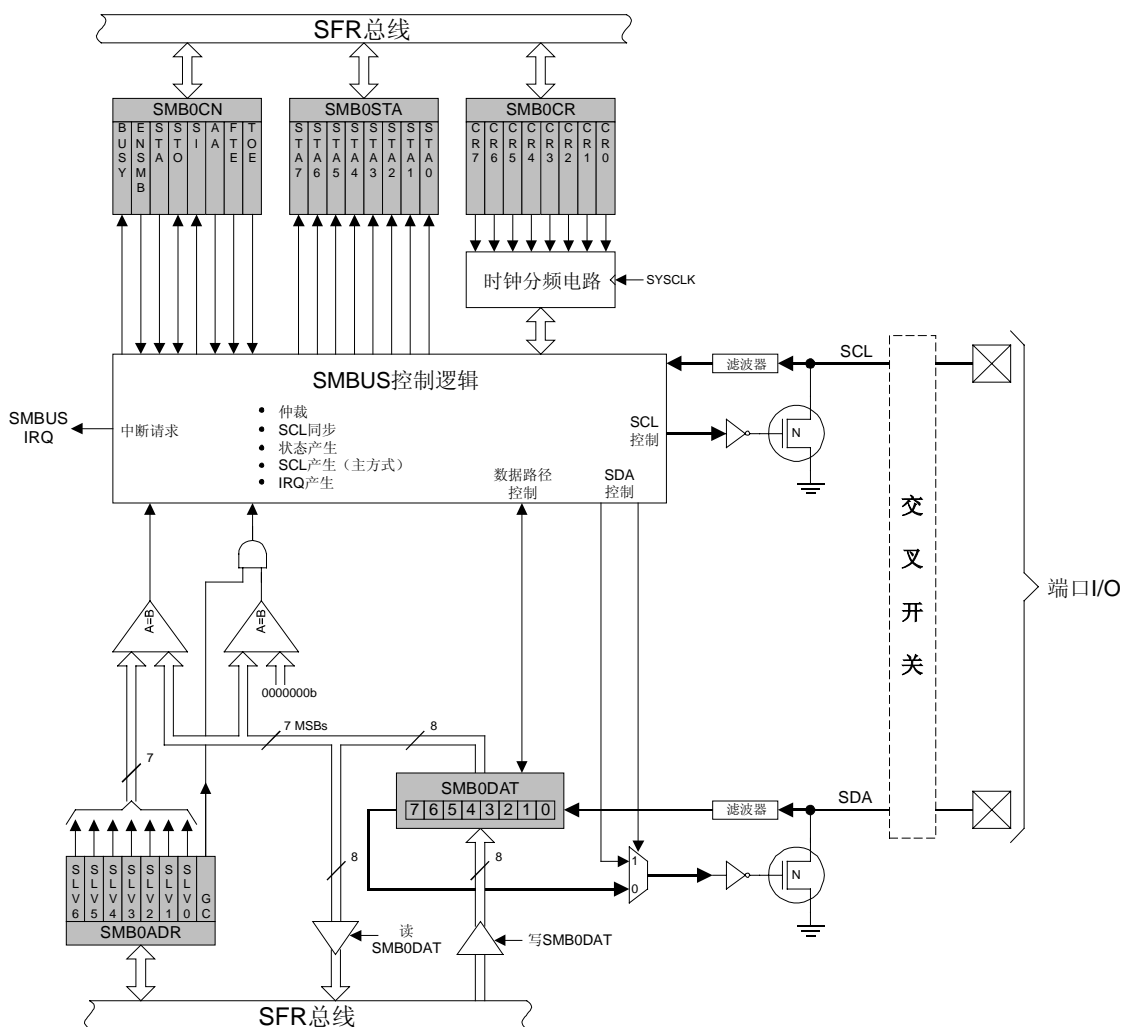 SFR总线
SMB0CN
SMB0STA
SMB0CR
BUSY
ENSMB
STA
STO
SI
AA
FTE
TOE
STA7
STA6
STA5
STA4
STA3
STA2
STA1
STA0
CR7
CR6
CR5
CR4
CR3
CR2
CR1
CR0
时钟分频电路
SYSCLK
SMBUS控制逻辑
SMBUS
IRQ
中断请求
• 仲裁
• SCL同步
• 状态产生
• SCL产生（主方式）
• IRQ产生
数据路径
控制
SDA
控制
SCL
控制
滤波器
SCL
N
交叉开关
端口I/O
A=B
A=B
0000000b
7 MSBs
8
7
SMB0DAT
7 6 5 4 3 2 1 0
滤波器
SDA
8
8
1
0
N
SLV6
SLV5
SLV4
SLV3
SLV2
SLV1
SLV0
GC
SMB0ADR
读
SMB0DAT
写SMB0DAT
SFR总线